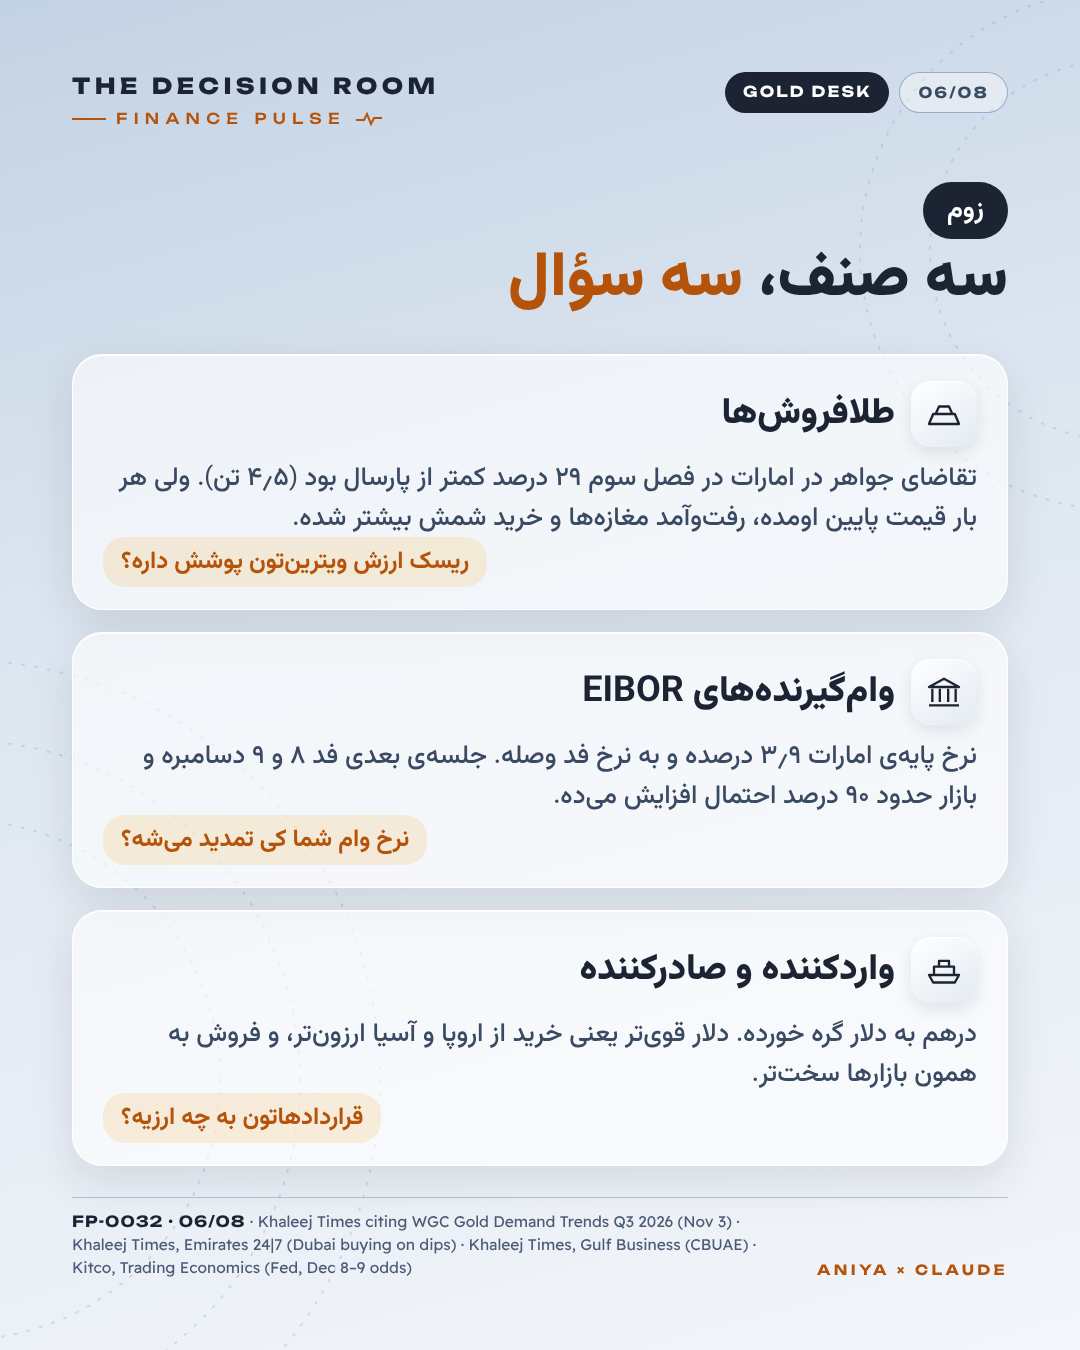 THE DECISION ROOM
FINANCE PULSE
GOLD DESK
06/08
زوم
سه صنف، سه سؤال
طلافروش‌ها
تقاضای جواهر در امارات در فصل سوم ۲۹ درصد کمتر از پارسال بود (۴٫۵ تن). ولی هر
بار قیمت پایین اومده، رفت‌وآمد مغازه‌ها و خرید شمش بیشتر شده.
ریسک ارزش ویترین‌تون پوشش داره؟
وام‌گیرنده‌های EIBOR
نرخ پایه‌ی امارات ۳٫۹ درصده و به نرخ فد وصله. جلسه‌ی بعدی فد ۸ و ۹ دسامبره و
بازار حدود ۹۰ درصد احتمال افزایش می‌ده.
نرخ وام شما کی تمدید می‌شه؟
واردکننده و صادرکننده
درهم به دلار گره خورده. دلار قوی‌تر یعنی خرید از اروپا و آسیا ارزون‌تر، و فروش به
همون بازارها سخت‌تر.
قراردادهاتون به چه ارزیه؟
FP-0032 · 06/08 · Khaleej Times citing WGC Gold Demand Trends Q3 2026 (Nov 3) ·
Khaleej Times, Emirates 24|7 (Dubai buying on dips) · Khaleej Times, Gulf Business (CBUAE) ·
Kitco, Trading Economics (Fed, Dec 8–9 odds)
ANIYA × CLAUDE